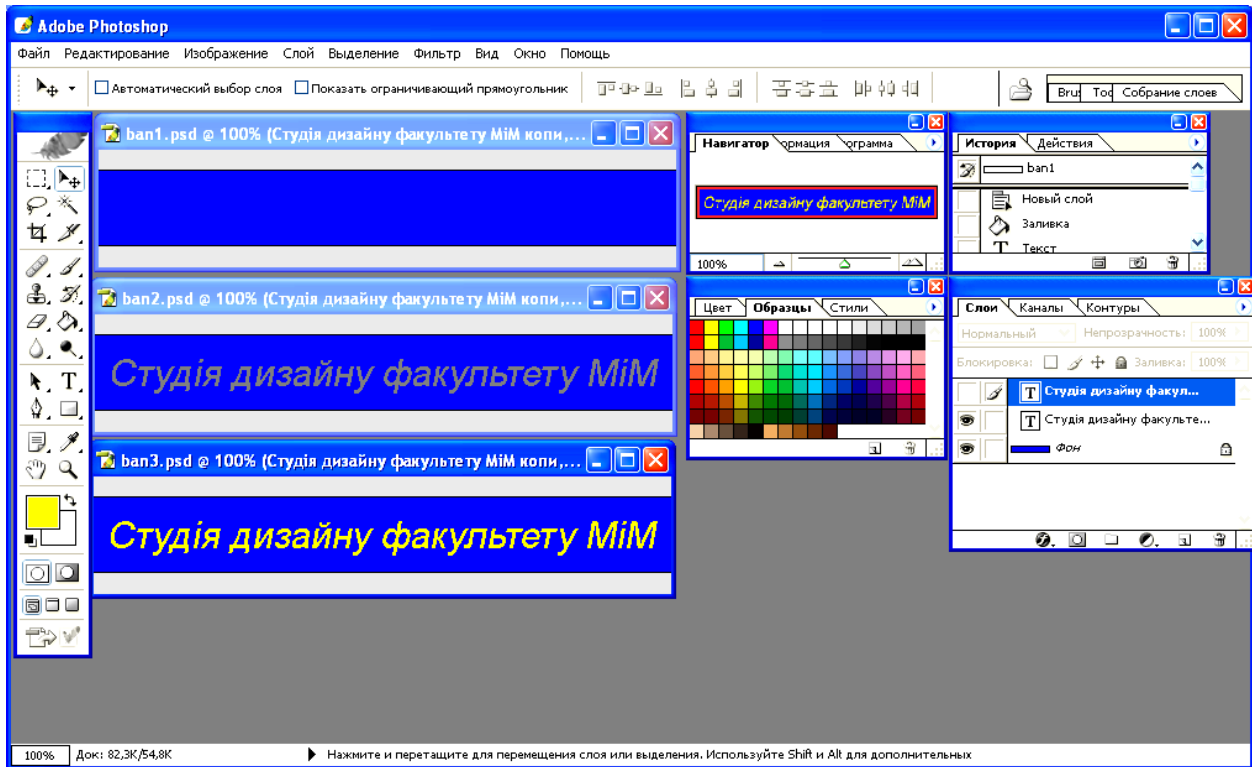 Adobe Photoshop
Файл Редактирование Изображение Слой Выделение Фильтр Вид Окно Помощь
Автоматический выбор слоя Показать ограничивающий прямоугольник
Bru Toc Собрание слоев
ban1.psd @ 100% (Студія дизайну факультету МіМ копи,...
ban2.psd @ 100% (Студія дизайну факультету МіМ копи,...
Студія дизайну факультету МіМ
ban3.psd @ 100% (Студія дизайну факультету МіМ копи,...
Студія дизайну факультету МіМ
Навигатор ормация ограмма
Студія дизайну факультету МіМ
100%
История Действия
ban1
Новый слой
Заливка
Текст
Цвет Образцы Стили
Слои Каналы Контуры
Нормальный Непрозрачность: 100%
Блокировка: Заливка: 100%
Студія дизайну факул...
Студія дизайну факульте...
Фон
100% Док: 82,3K/54,8K Нажмите и перетащите для перемещения слоя или выделения. Используйте Shift и Alt для дополнительных